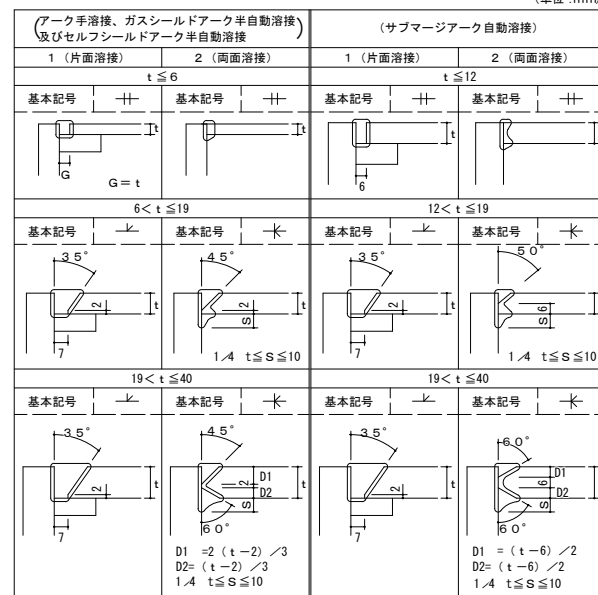 (単位:mm)
(アーク手溶接、ガスシールドアーク半自動溶接
及びセルフシールドアーク半自動溶接)
(サブマージアーク自動溶接)
1 (片面溶接) 2 (両面溶接) 1 (片面溶接) 2 (両面溶接)
t≦6 t≦12
基本記号 基本記号 基本記号 基本記号
t t t t
G G=t 6
6<t≦19 12<t≦19
基本記号 基本記号 基本記号 基本記号
35° 45° 35° 50°
2 t 2 S t 2 t 6 S
7 1/4 t≦S≦10 7 1/4 t≦S≦10
19<t≦40 19<t≦40
基本記号 基本記号 基本記号 基本記号
35° 45° 35° 60°
2 t 2 D1 D2 S t 2 t 6 D1 D2 S
7 60° 7 60°
D1 =2(t-2)/3 D1 =(t-6)/2
D2=(t-2)/3 D2=(t-6)/2
1/4 t≦S≦10 1/4 t≦S≦10